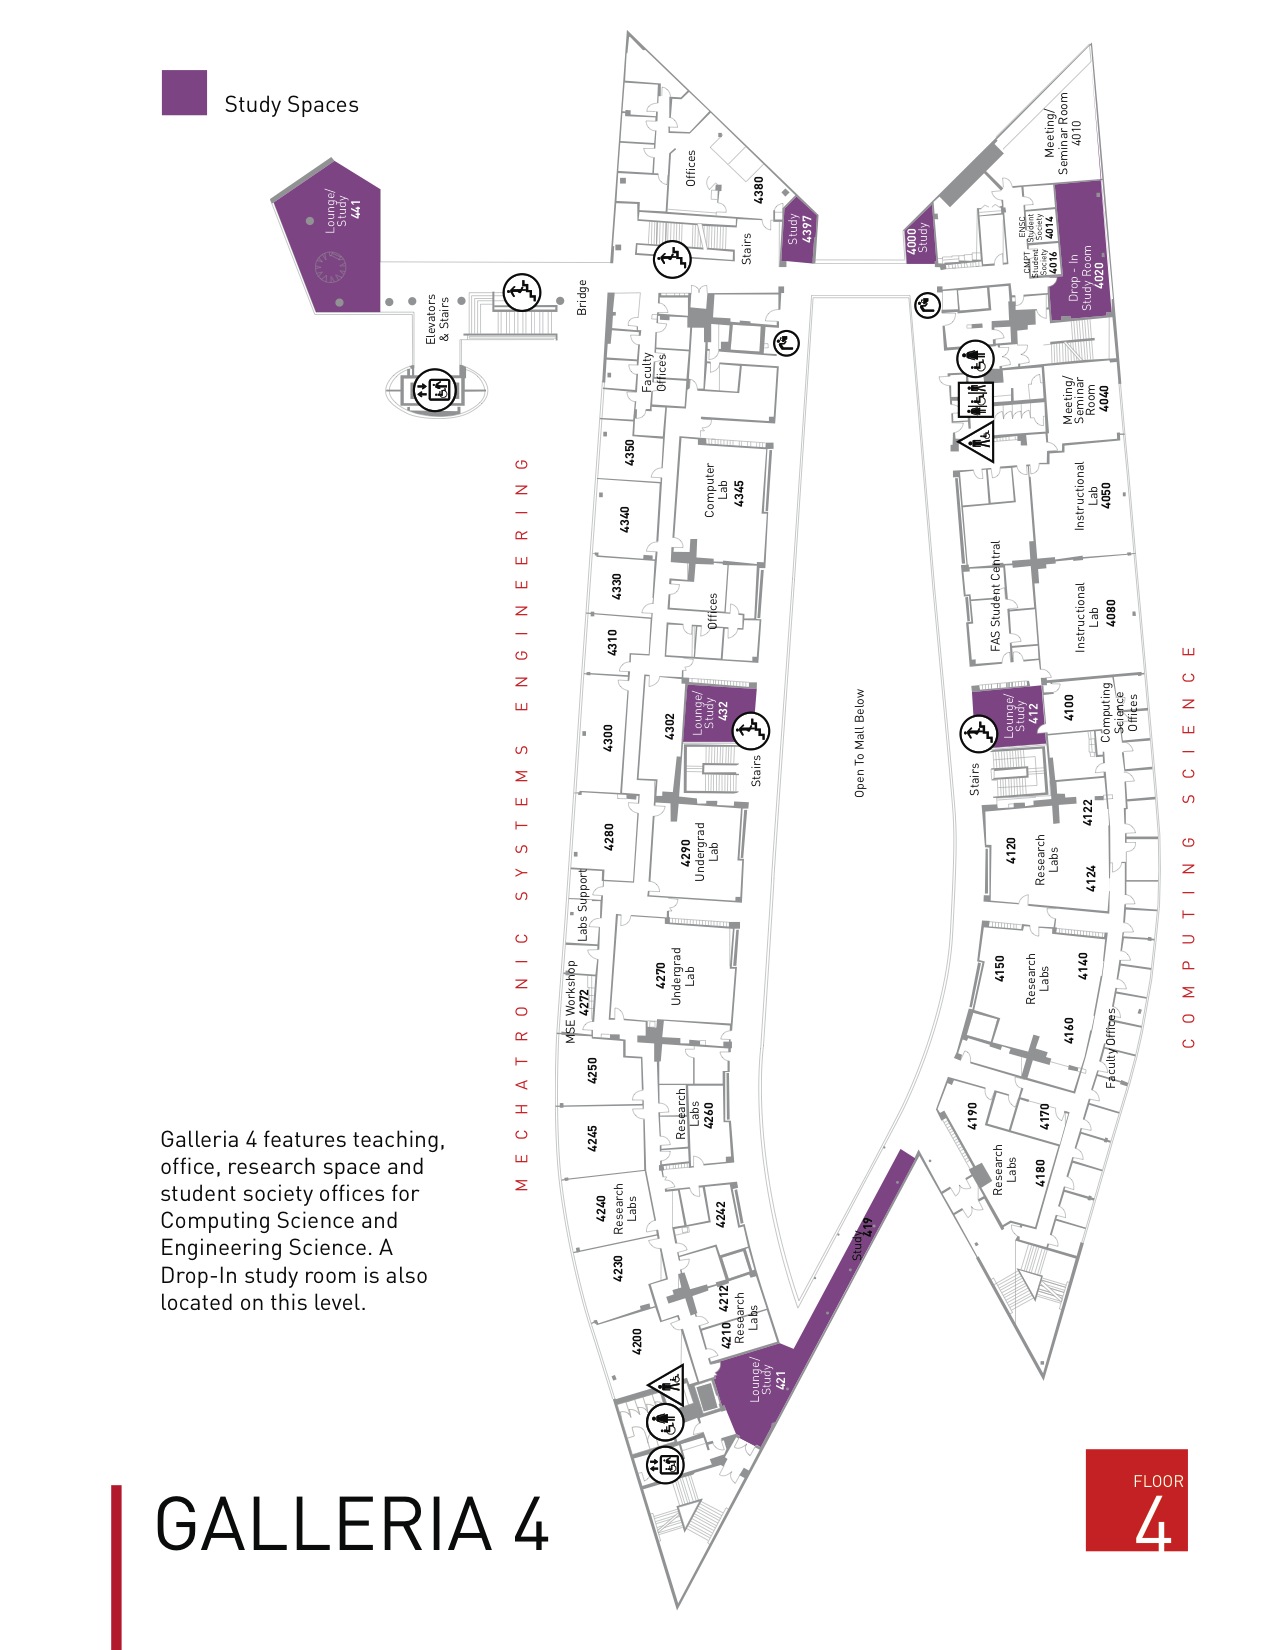 Study Spaces
Lounge/
Study
441
Elevators
& Stairs
Bridge
Offices
4380
Stairs
Study
4397
4000
Study
Meeting/
Seminar Room
4010
ENSC
Student
Society
4014
CMPT
Student
Society
4016
Drop - In
Study Room
4020
Faculty
Offices
Meeting/
Seminar
Room
4040
4350
Computer
Lab
4345
4340
Instructional
Lab
4050
4330
Offices
FAS Student Central
Instructional
Lab
4080
4310
4300
4302
Lounge/
Study
432
Stairs
Open To Mall Below
Lounge/
Study
412
Stairs
4100
Computing
Science
Offices
4280
4290
Undergrad
Lab
4120
Research
Labs
4122
4124
Labs Support
MSE Workshop
4272
4270
Undergrad
Lab
4150
Research
Labs
4140
4160
Faculty Offices
4250
4245
Research
Labs
4260
4190
4170
Research
Labs
4180
4240
Research
Labs
4242
4230
4212
4210
Research
Labs
4200
Study
419
Lounge/
Study
421
MECHATRONIC SYSTEMS ENGINEERING
COMPUTING SCIENCE
Galleria 4 features teaching,
office, research space and
student society offices for
Computing Science and
Engineering Science. A
Drop-In study room is also
located on this level.
GALLERIA 4
FLOOR
4